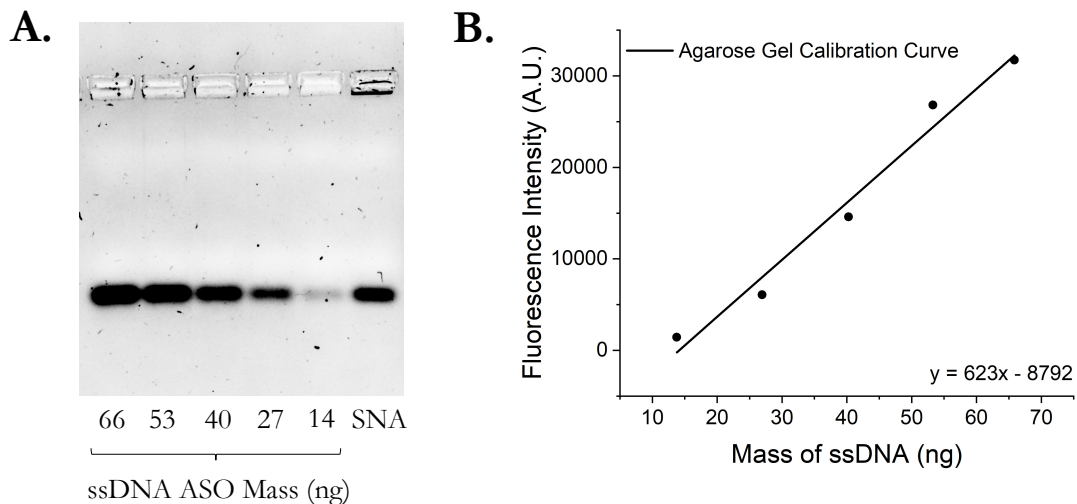 A.
66 53 40 27 14 SNA
ssDNA ASO Mass (ng)
B.
Agarose Gel Calibration Curve
Fluorescence Intensity (A.U.)
30000
20000
10000
0
y = 623x - 8792
10 20 30 40 50 60 70
Mass of ssDNA (ng)